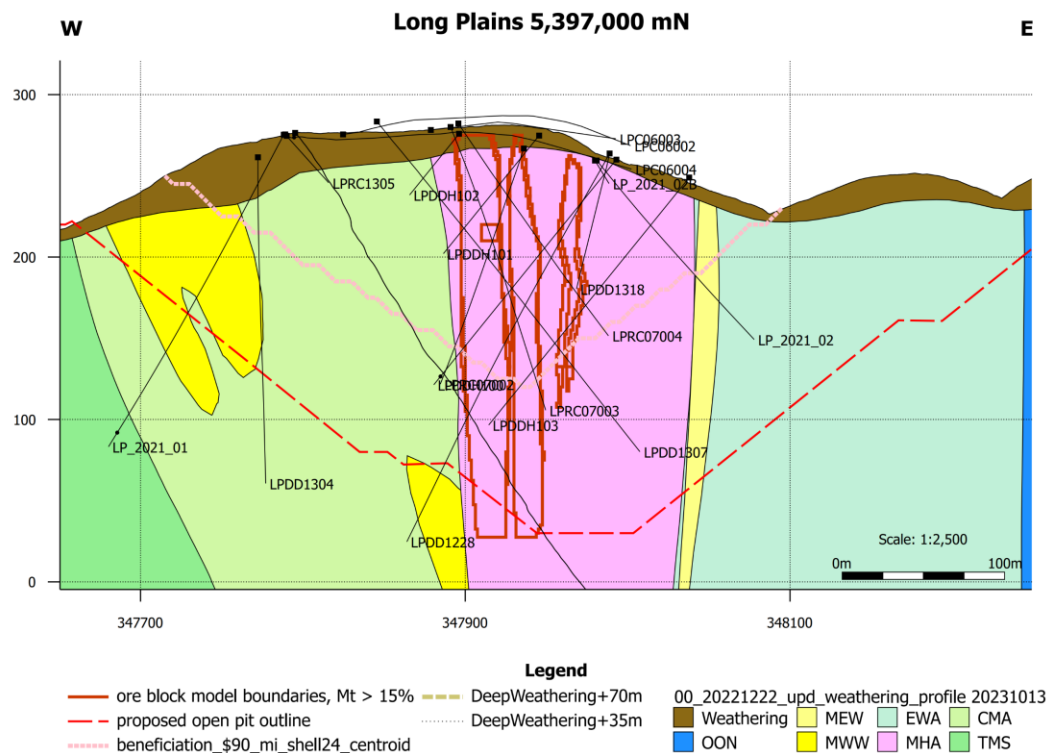 Long Plains 5,397,000 mN
W
E
300
200
100
0
LPC06003
LPC06002
LPC06004
LP_2021_02B
LPRC1305
LPDDH102
LPDDH101
LPDD1318
LPRC07004
LP_2021_02
LPRC07003
LPDDH103
LPDD1307
LP_2021_01
LPDD1304
LPDD1228
Scale: 1:2,500
0m
100m
347700
347900
348100
Legend
ore block model boundaries, Mt > 15%
proposed open pit outline
beneficiation_$90_mi_shell24_centroid
DeepWeathering+70m
DeepWeathering+35m
00_20221222_upd_weathering_profile 20231013
Weathering
MEW
EWA
CMA
OON
MWW
MHA
TMS